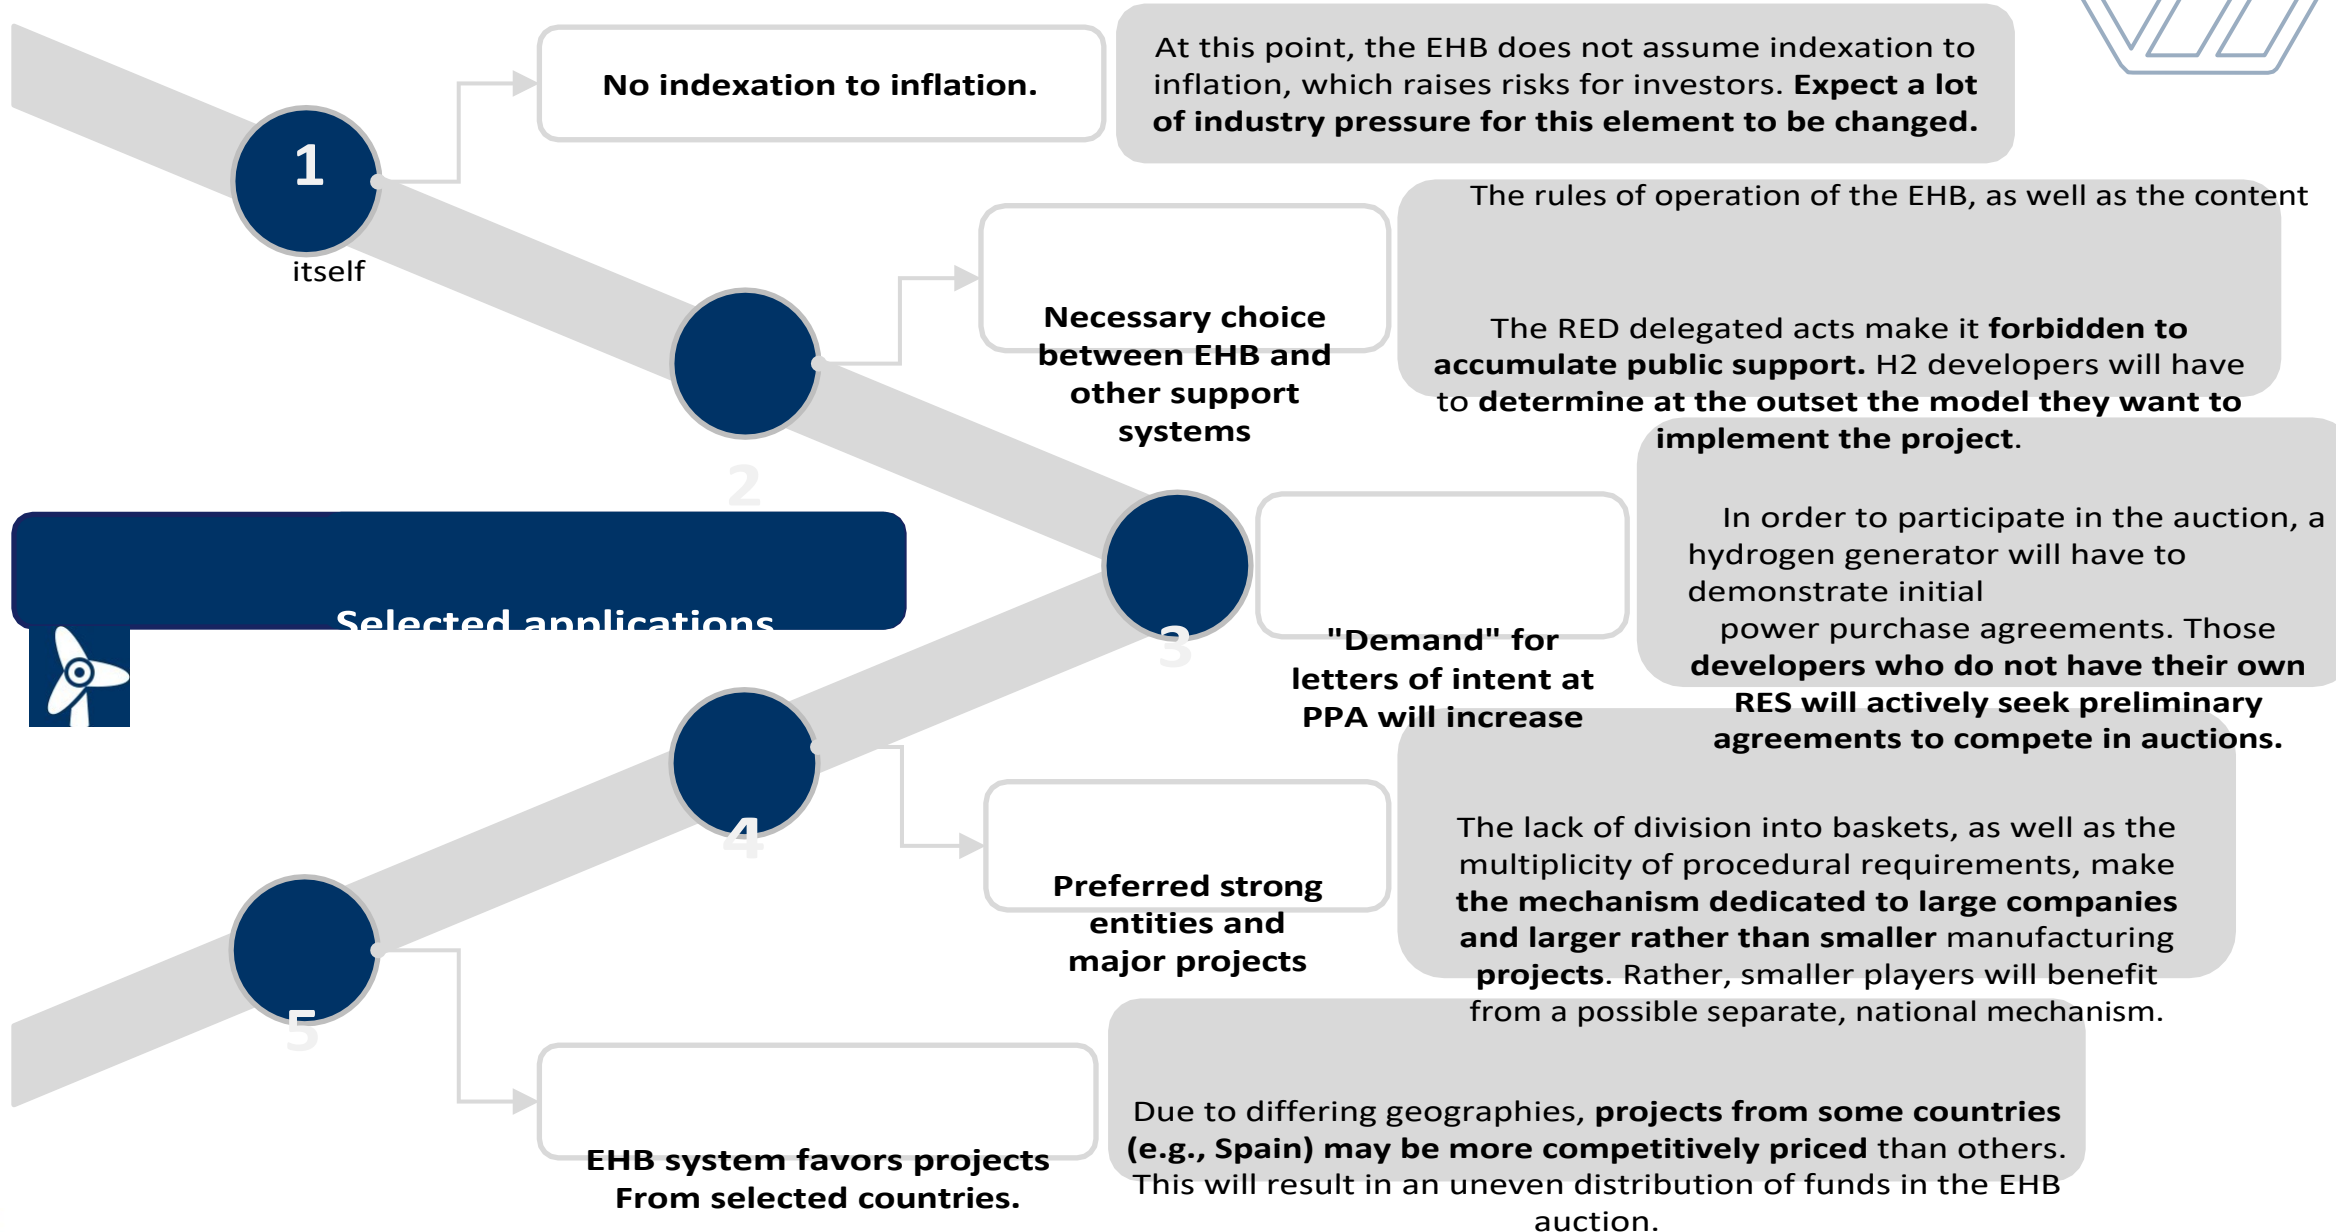 No indexation to inflation.
At this point, the EHB does not assume indexation to
inflation, which raises risks for investors. Expect a lot
of industry pressure for this element to be changed.
1
The rules of operation of the EHB, as well as the content
itself
Necessary choice
between EHB and
other support
systems
The RED delegated acts make it forbidden to
accumulate public support. H2 developers will have
to determine at the outset the model they want to
implement the project.
2
Selected applications
3
"Demand" for
letters of intent at
PPA will increase
In order to participate in the auction, a
hydrogen generator will have to
demonstrate initial
power purchase agreements. Those
developers who do not have their own
RES will actively seek preliminary
agreements to compete in auctions.
4
Preferred strong
entities and
major projects
The lack of division into baskets, as well as the
multiplicity of procedural requirements, make
the mechanism dedicated to large companies
and larger rather than smaller manufacturing
projects. Rather, smaller players will benefit
from a possible separate, national mechanism.
5
EHB system favors projects
From selected countries.
Due to differing geographies, projects from some countries
(e.g., Spain) may be more competitively priced than others.
This will result in an uneven distribution of funds in the EHB
auction.